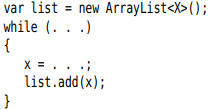 var list = new ArrayList<X>();
while (. . .)
{
x = . . .;
list.add(x);
}